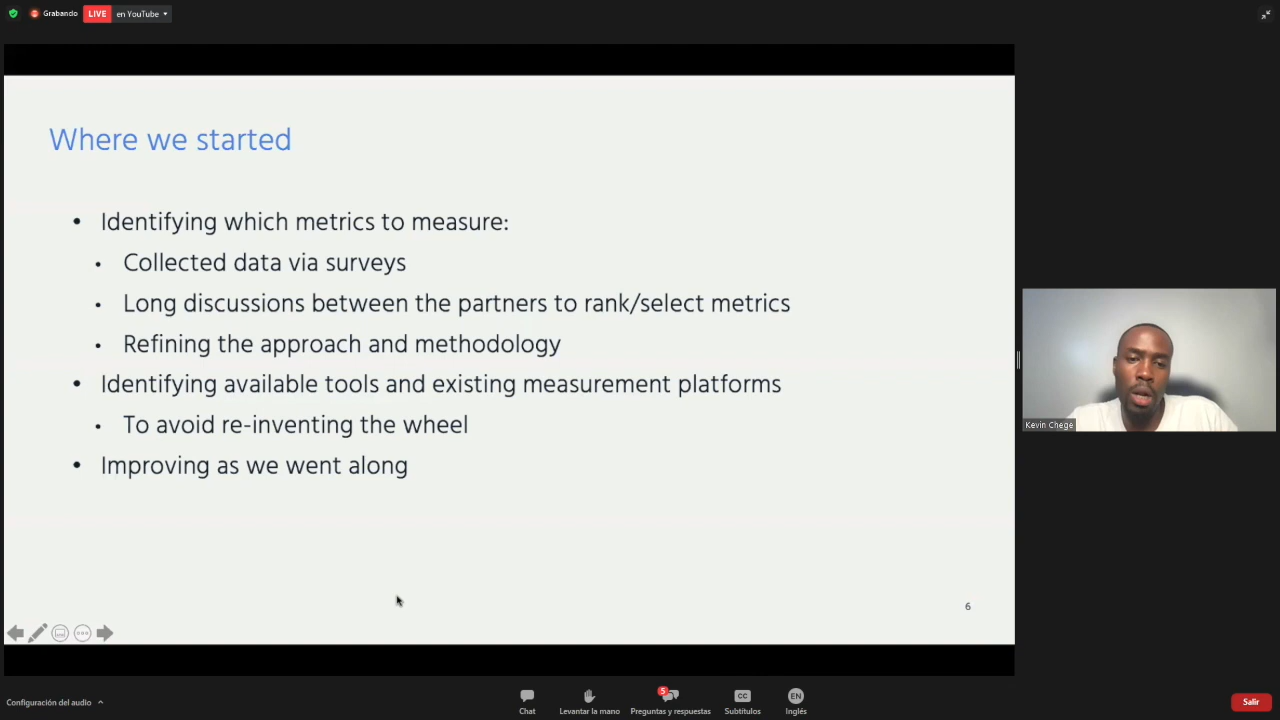 Grabando
LIVE
en YouTube
Where we started
• Identifying which metrics to measure:
• Collected data via surveys
• Long discussions between the partners to rank/select metrics
• Refining the approach and methodology
• Identifying available tools and existing measurement platforms
• To avoid re-inventing the wheel
• Improving as we went along
6
Kevin Chege
Configuración del audio
Chat
Levantar la mano
5
Preguntas y respuestas
CC
Subtítulos
EN
Inglés
Salir